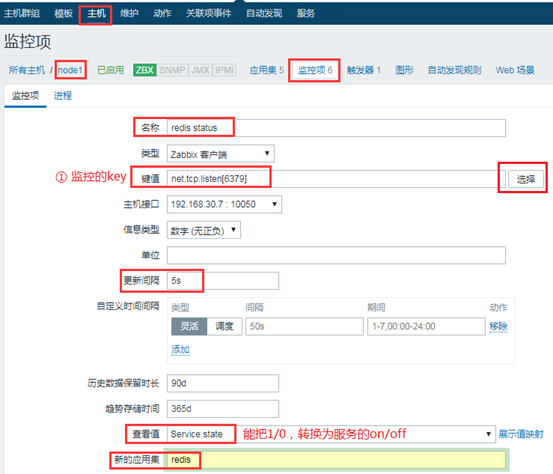 主机群组 模板 主机 维护 动作 关联项事件 自动发现 服务
监控项
所有主机 / node1 已启用 ZBX SNMP JMX IPMI 应用集 5 监控项 6 触发器 1 图形 自动发现规则 Web 场景
监控项 进程
名称 redis status
类型 Zabbix 客户端
① 监控的key 键值 net.tcp.listen[6379] 选择
主机接口 192.168.30.7 : 10050
信息类型 数字 (无正负)
单位
更新间隔 5s
自定义时间间隔 类型 间隔 期间 动作
灵活 调度 50s 1-7,00:00-24:00 移除
添加
历史数据保留时长 90d
趋势存储时间 365d
查看值 Service state 能把1/0，转换为服务的on/off 展示值映射
新的应用集 redis